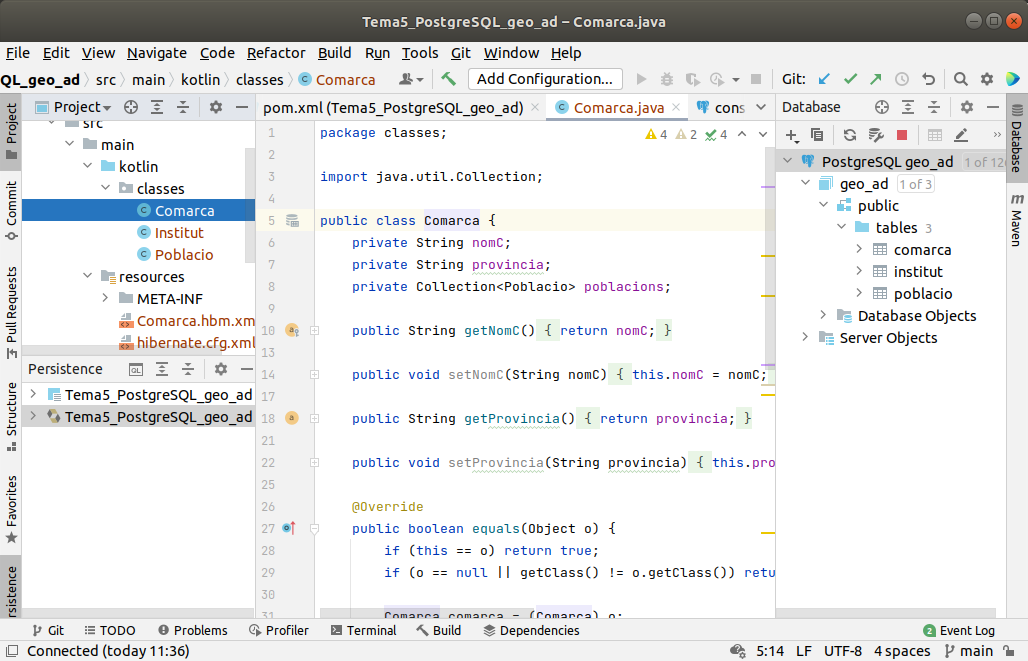 Tema5_PostgreSQL_geo_ad – Comarca.java
File Edit View Navigate Code Refactor Build Run Tools Git Window Help
QL_geo_ad src main kotlin classes Comarca Add Configuration... Git:
Project
Commit
Pull Requests
Structure
Favorites
rsistence
Project
src
main
kotlin
classes
Comarca
Institut
Poblacio
resources
META-INF
Comarca.hbm.xm
hibernate.cfg.xml
Persistence
Tema5_PostgreSQL_geo_ad
Tema5_PostgreSQL_geo_ad
pom.xml (Tema5_PostgreSQL_geo_ad) Comarca.java cons
4 2 4
1 package classes;
2
3 import java.util.Collection;
4
5 public class Comarca {
6 private String nomC;
7 private String provincia;
8 private Collection<Poblacio> poblacions;
9
10 public String getNomC() { return nomC; }
13
14 public void setNomC(String nomC) { this.nomC = nomC;
17
18 public String getProvincia() { return provincia; }
21
22 public void setProvincia(String provincia) { this.pro
25
26 @Override
27 public boolean equals(Object o) {
28 if (this == o) return true;
29 if (o == null || getClass() != o.getClass()) retu
30
31 Comarca comarca = (Comarca) o;
Database
PostgreSQL geo_ad 1 of 12
geo_ad 1 of 3
public
tables 3
comarca
institut
poblacio
Database Objects
Server Objects
Database
m Maven
Git TODO Problems Profiler Terminal Build Dependencies 2 Event Log
Connected (today 11:36) 5:14 LF UTF-8 4 spaces main